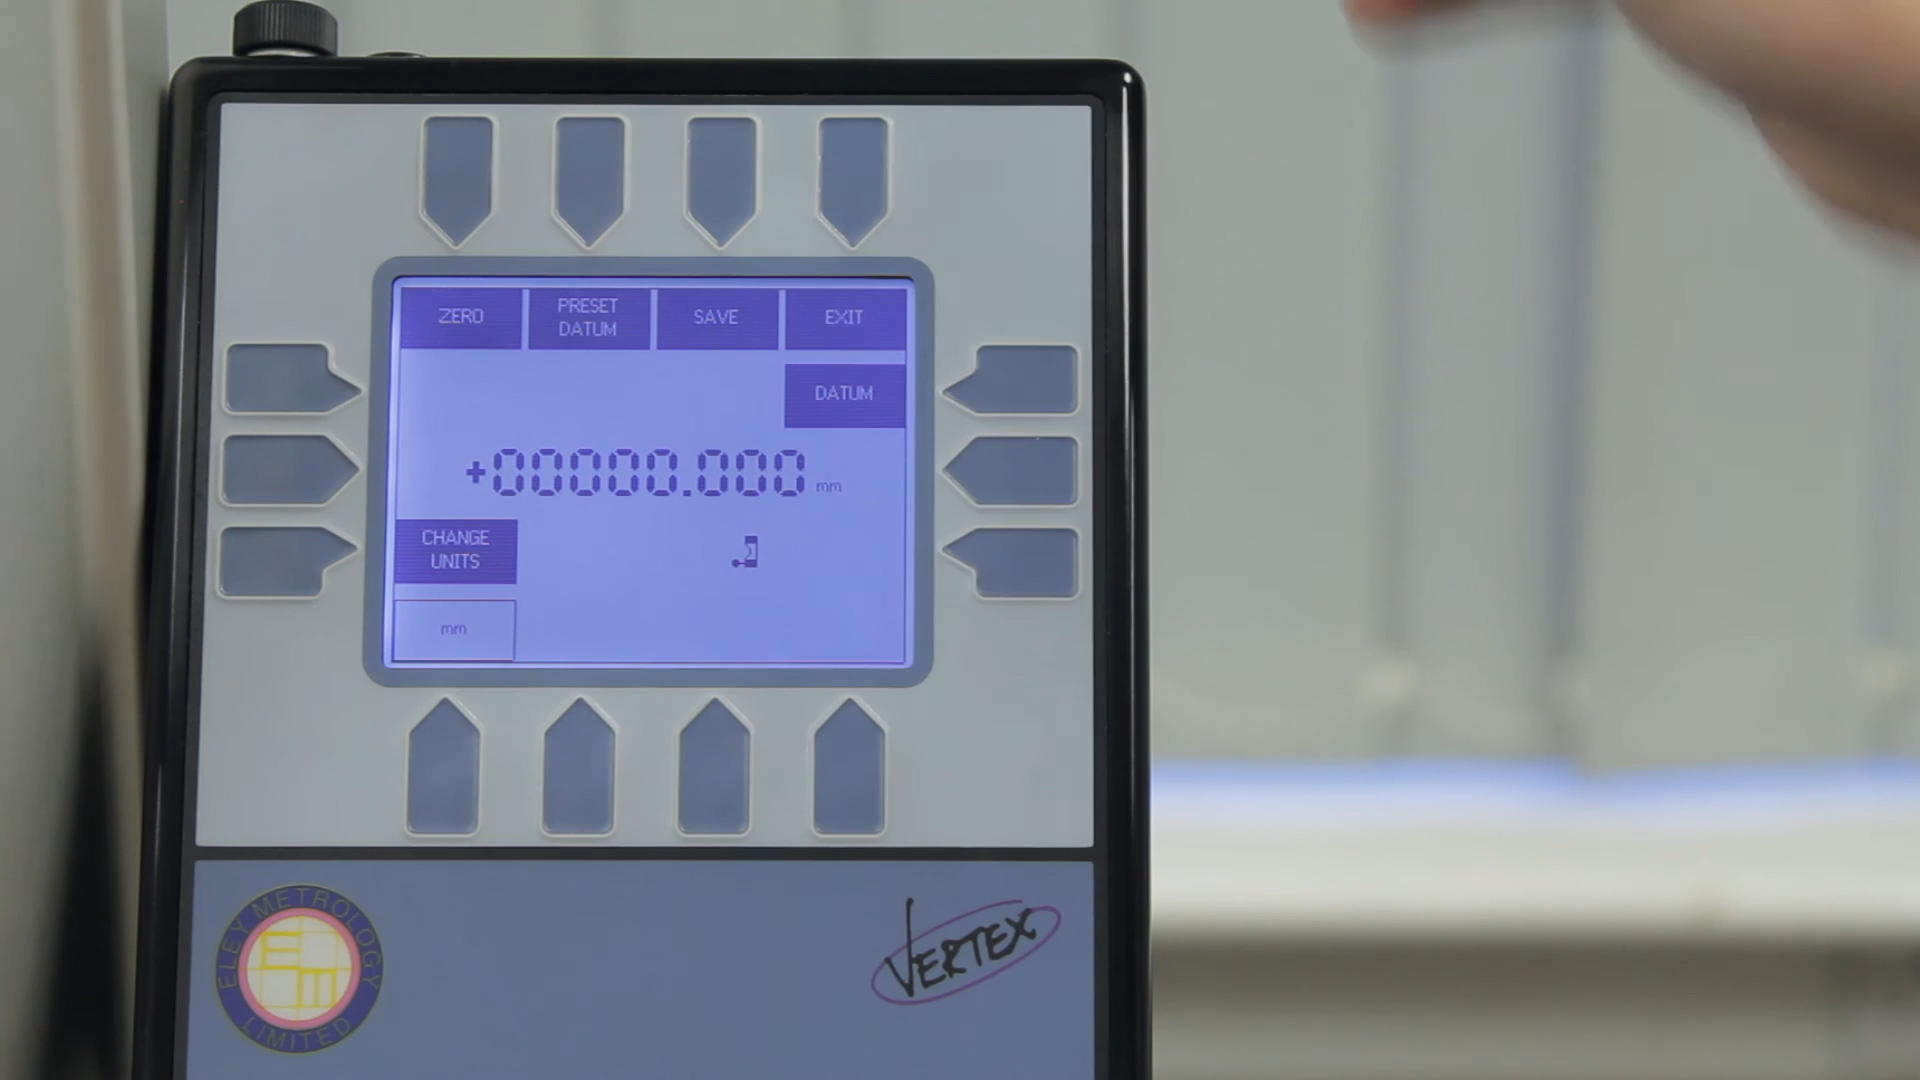 ZERO
PRESET
DATUM
SAVE
EXIT
DATUM
+00000.000 mm
CHANGE
UNITS
mm
ELEY METROLOGY
LIMITED
EM
VERTEX